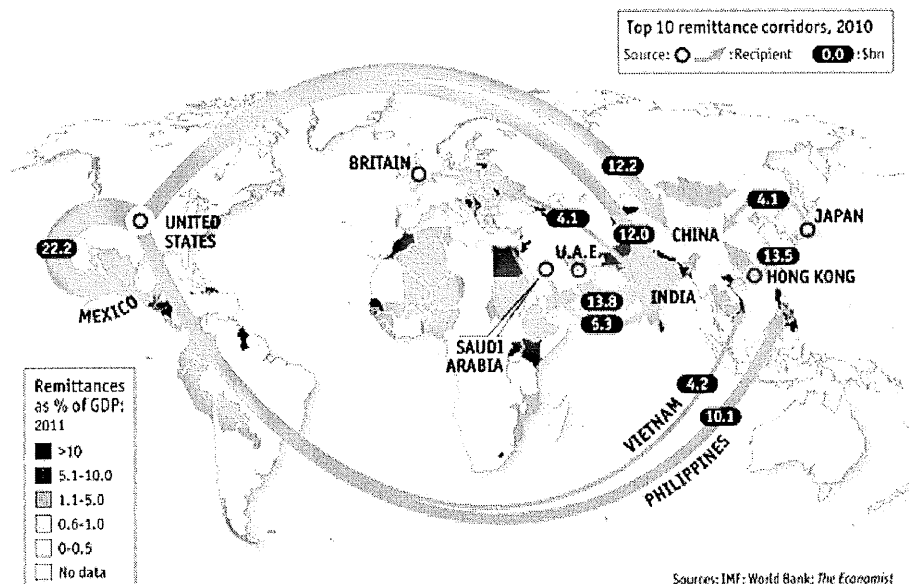 Top 10 remittance corridors, 2010
Source: :Recipient 0.0 :$bn
BRITAIN
12.2
4.1
UNITED
STATES
4.1
12.0
CHINA
JAPAN
22.2
U.A.E.
13.5
HONG KONG
MEXICO
13.8
INDIA
5.3
SAUDI
ARABIA
4.2
10.1
VIETNAM
PHILIPPINES
Remittances
as % of GDP:
2011
>10
5.1-10.0
1.1-5.0
0.6-1.0
0-0.5
No data
Sources: IMF; World Bank; The Economist